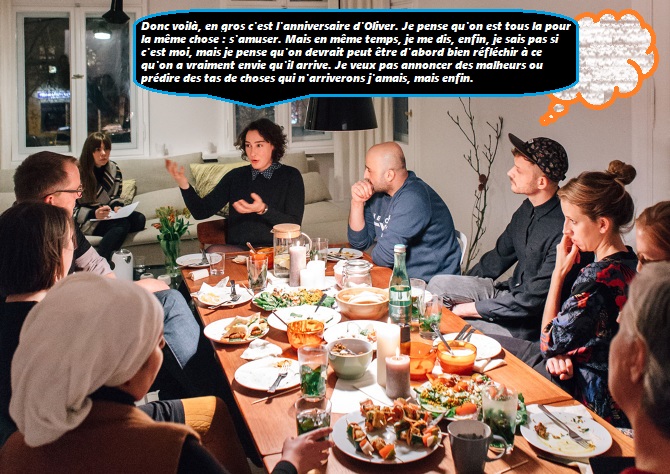 Donc voilà, en gros c'est l'anniversaire d'Oliver. Je pense qu'on est tous la pour
la même chose : s'amuser. Mais en même temps, je me dis, enfin, je sais pas si
c'est moi, mais je pense qu'on devrait peut être d'abord bien réfléchir à ce
qu'on a vraiment envie qu'il arrive. Je veux pas annoncer des malheurs ou
prédire des tas de choses qui n'arriverons j'amais, mais enfin.